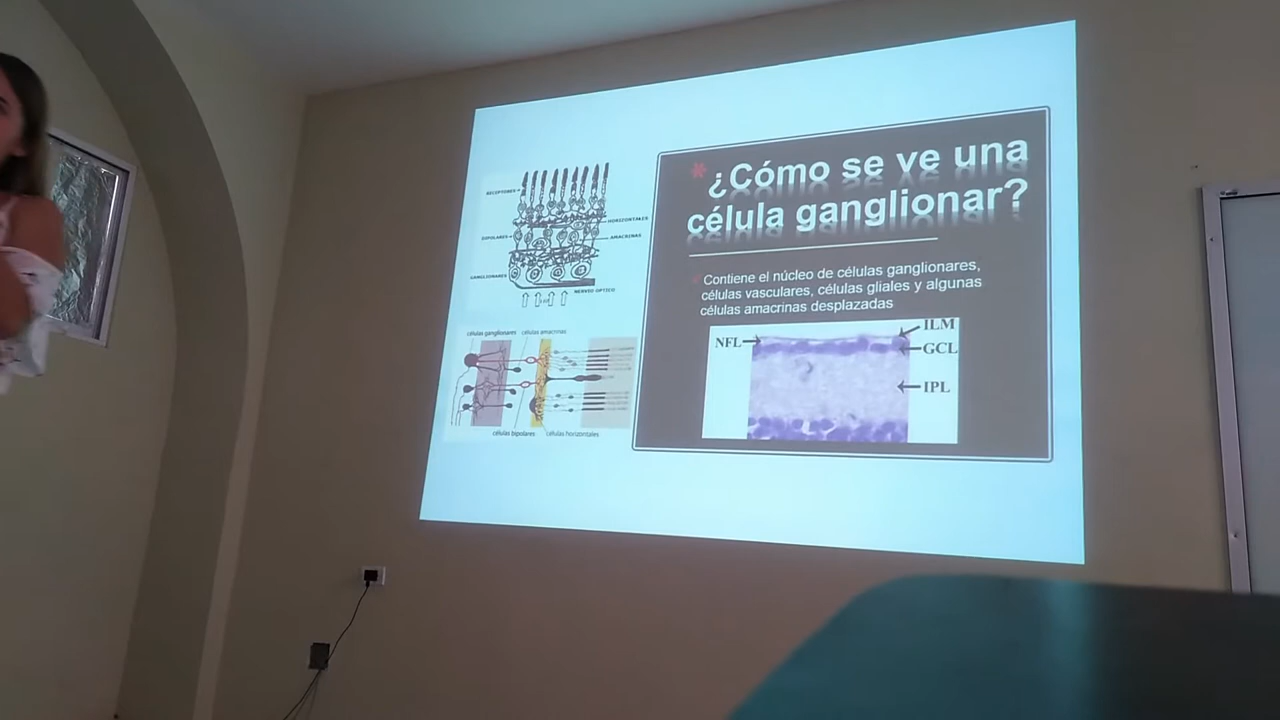 RECEPTORES
HORIZONTALES
BIPOLARES
AMACRINAS
GANGLIONARES
NERVIO OPTICO
células ganglionares
células amacrinas
células bipolares
células horizontales
* ¿Cómo se ve una
célula ganglionar?
Contiene el núcleo de células ganglionares,
células vasculares, células gliales y algunas
células amacrinas desplazadas
NFL
ILM
GCL
IPL